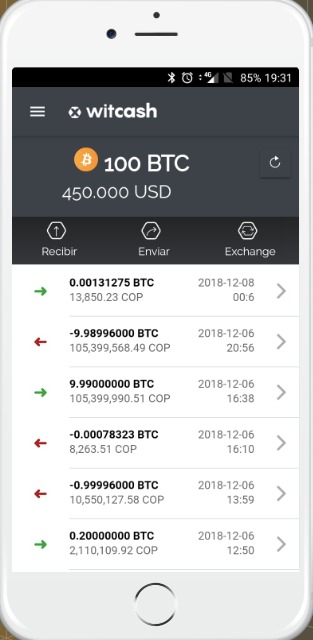 4G 85% 19:31
witcash
100 BTC
450.000 USD
Recibir Enviar Exchange
0.00131275 BTC 2018-12-08
13,850.23 COP 00:6
-9.98996000 BTC 2018-12-06
105,399,568.49 COP 20:56
9.99000000 BTC 2018-12-06
105,399,990.51 COP 16:38
-0.00078323 BTC 2018-12-06
8,263.51 COP 16:10
-0.99996000 BTC 2018-12-06
10,550,127.58 COP 13:59
0.20000000 BTC 2018-12-06
2,110,109.92 COP 12:50